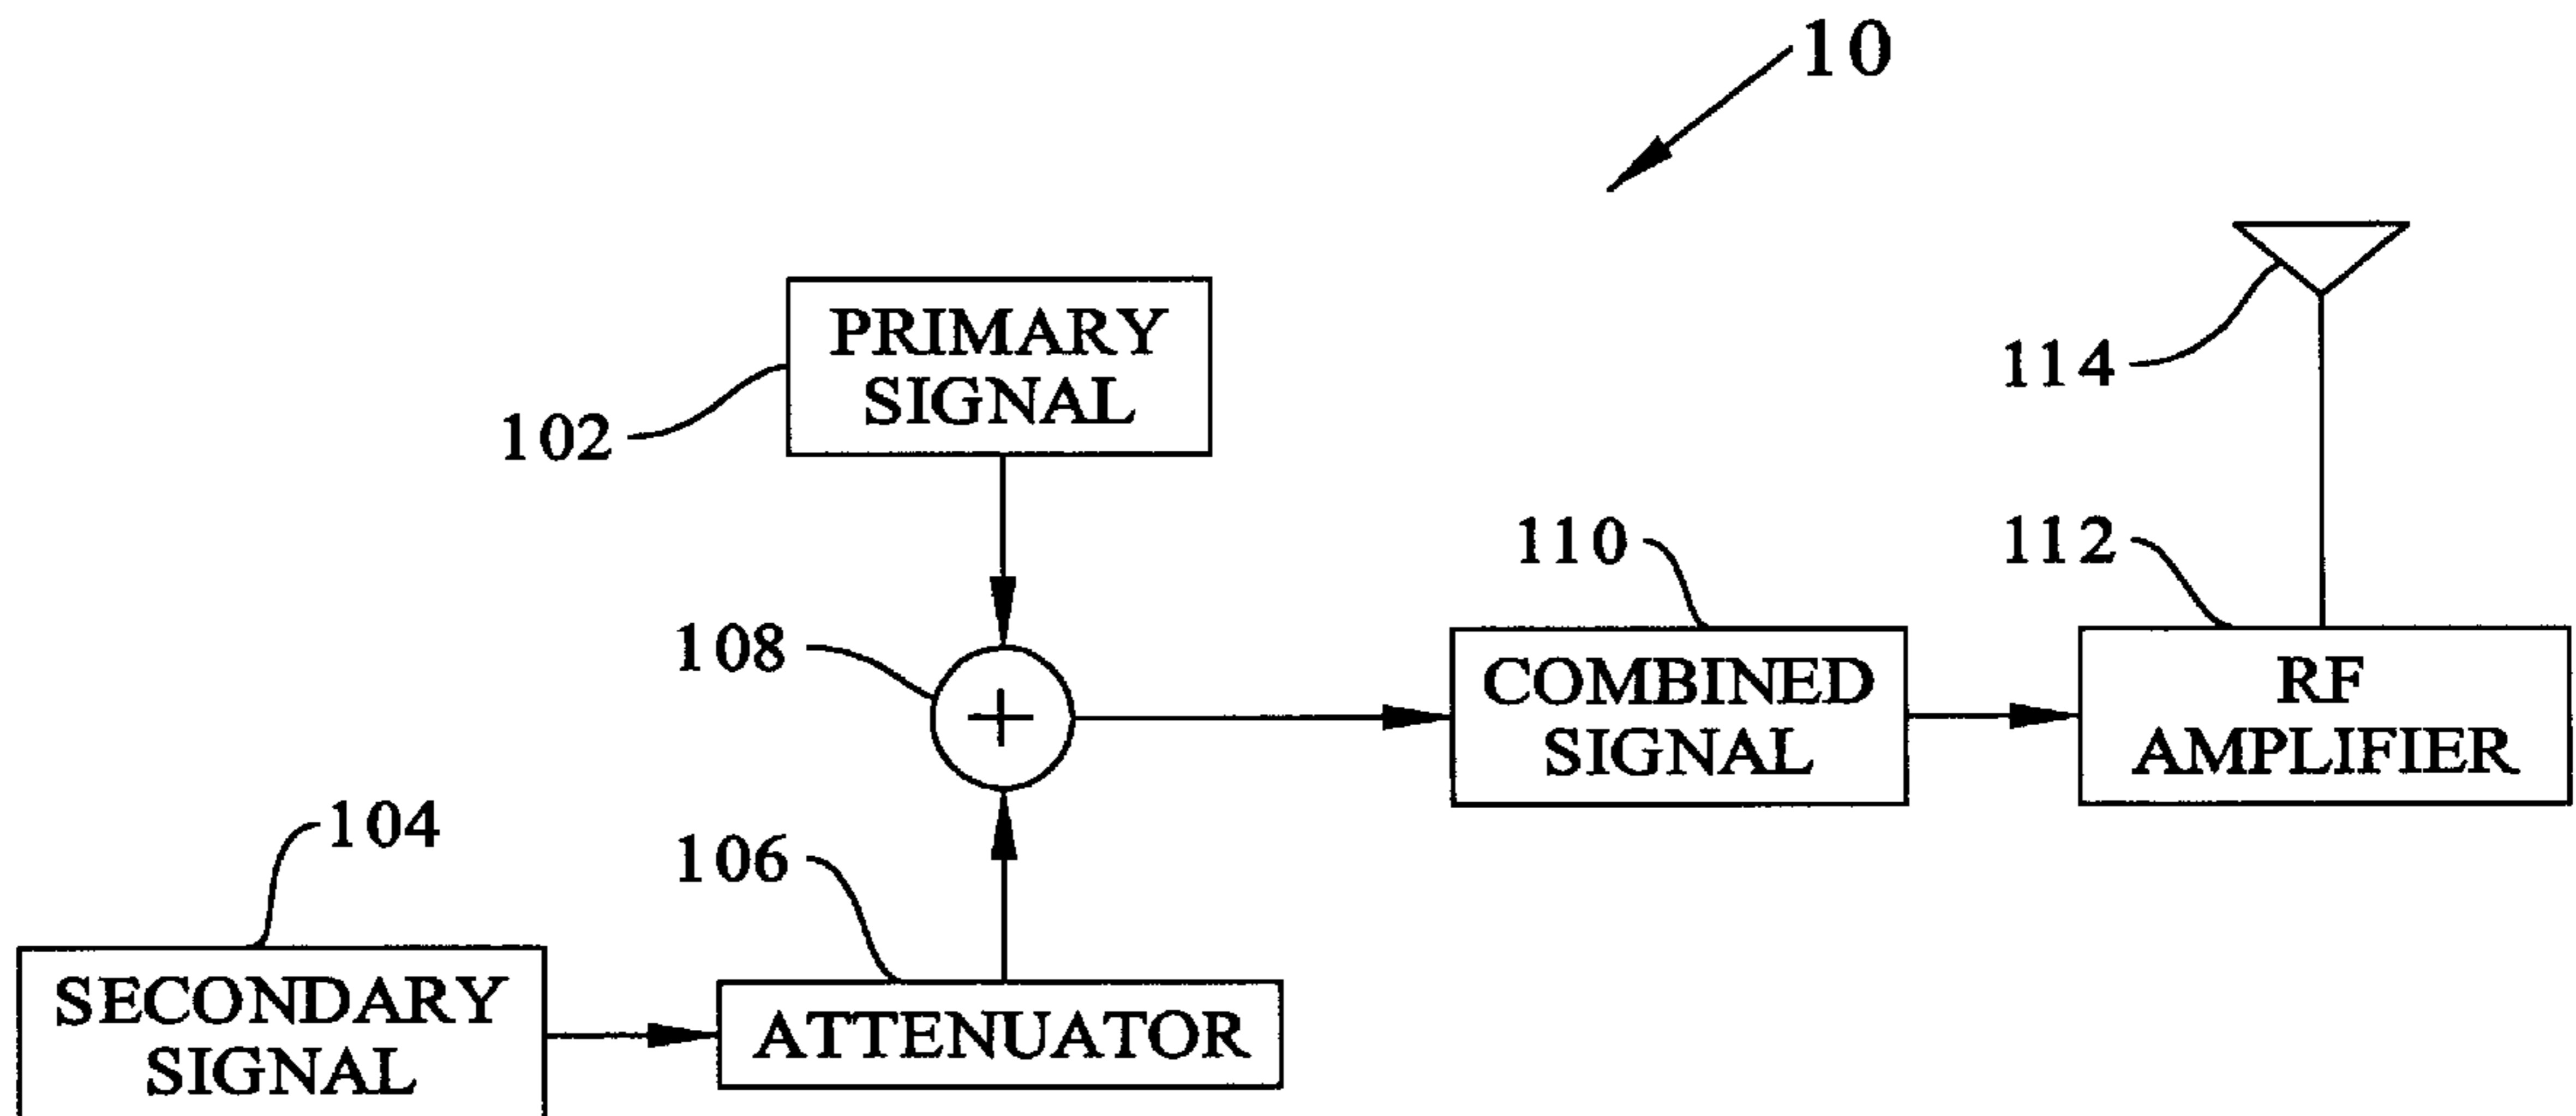 10
PRIMARY
SIGNAL
102
114
110
112
108
+
COMBINED
SIGNAL
RF
AMPLIFIER
104
106
SECONDARY
SIGNAL
ATTENUATOR